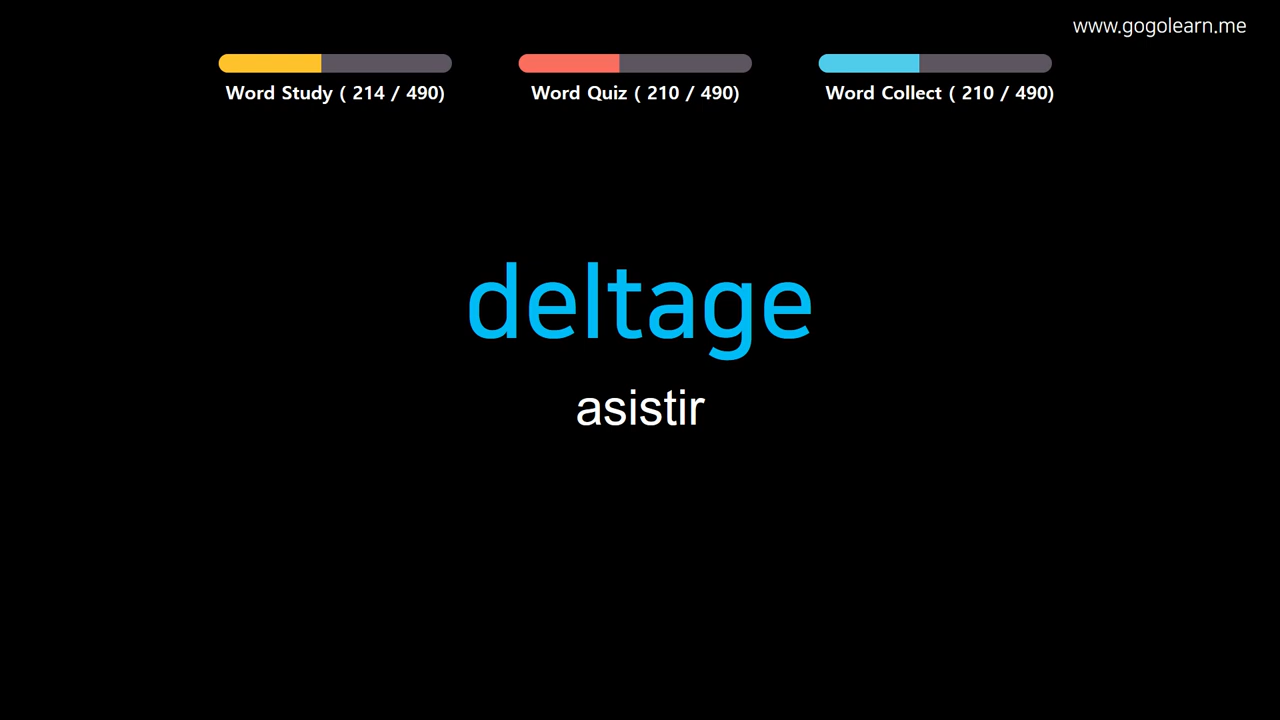 www.gogolearn.me
Word Study ( 214 / 490)
Word Quiz ( 210 / 490)
Word Collect ( 210 / 490)
deltage
asistir